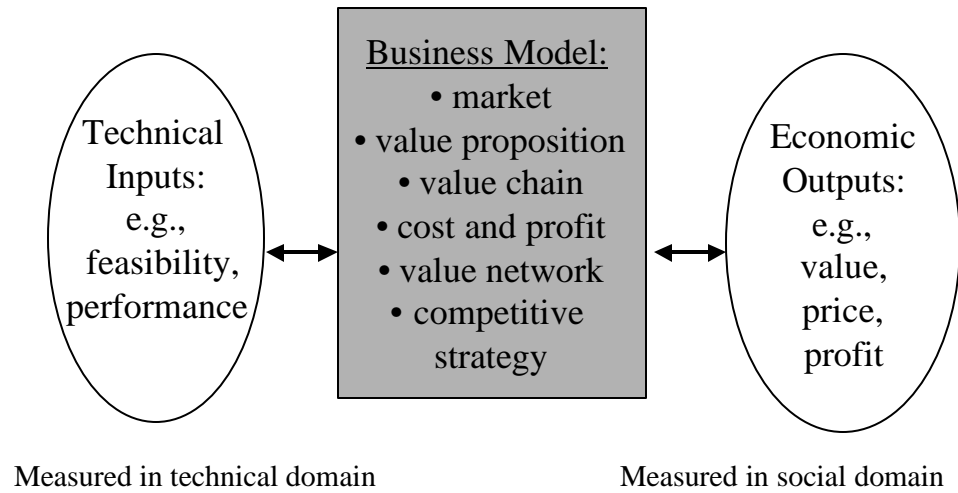 Technical
Inputs:
e.g.,
feasibility,
performance
Business Model:
• market
• value proposition
• value chain
• cost and profit
• value network
• competitive
strategy
Economic
Outputs:
e.g.,
value,
price,
profit
Measured in technical domain
Measured in social domain